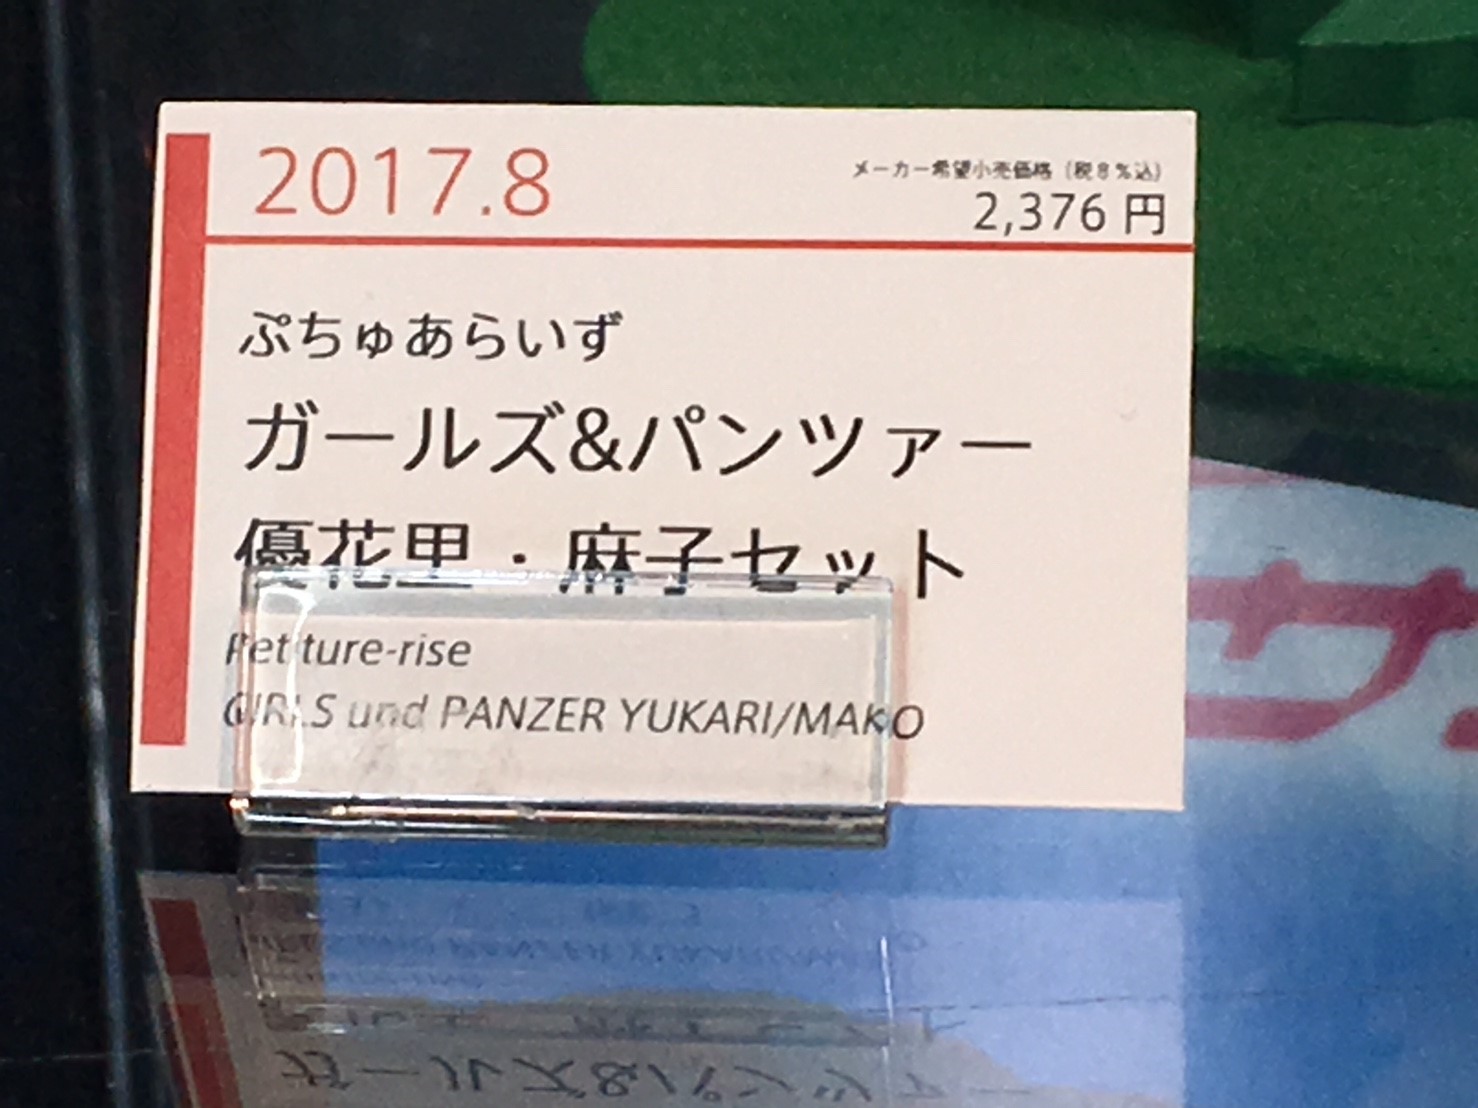 2017.8
メーカー希望小売価格（税8％込）
2,376 円
ぷちゅあらいず
ガールズ&パンツァー
優花里・麻子セット
Petiture-rise
GIRLS und PANZER YUKARI/MAKO